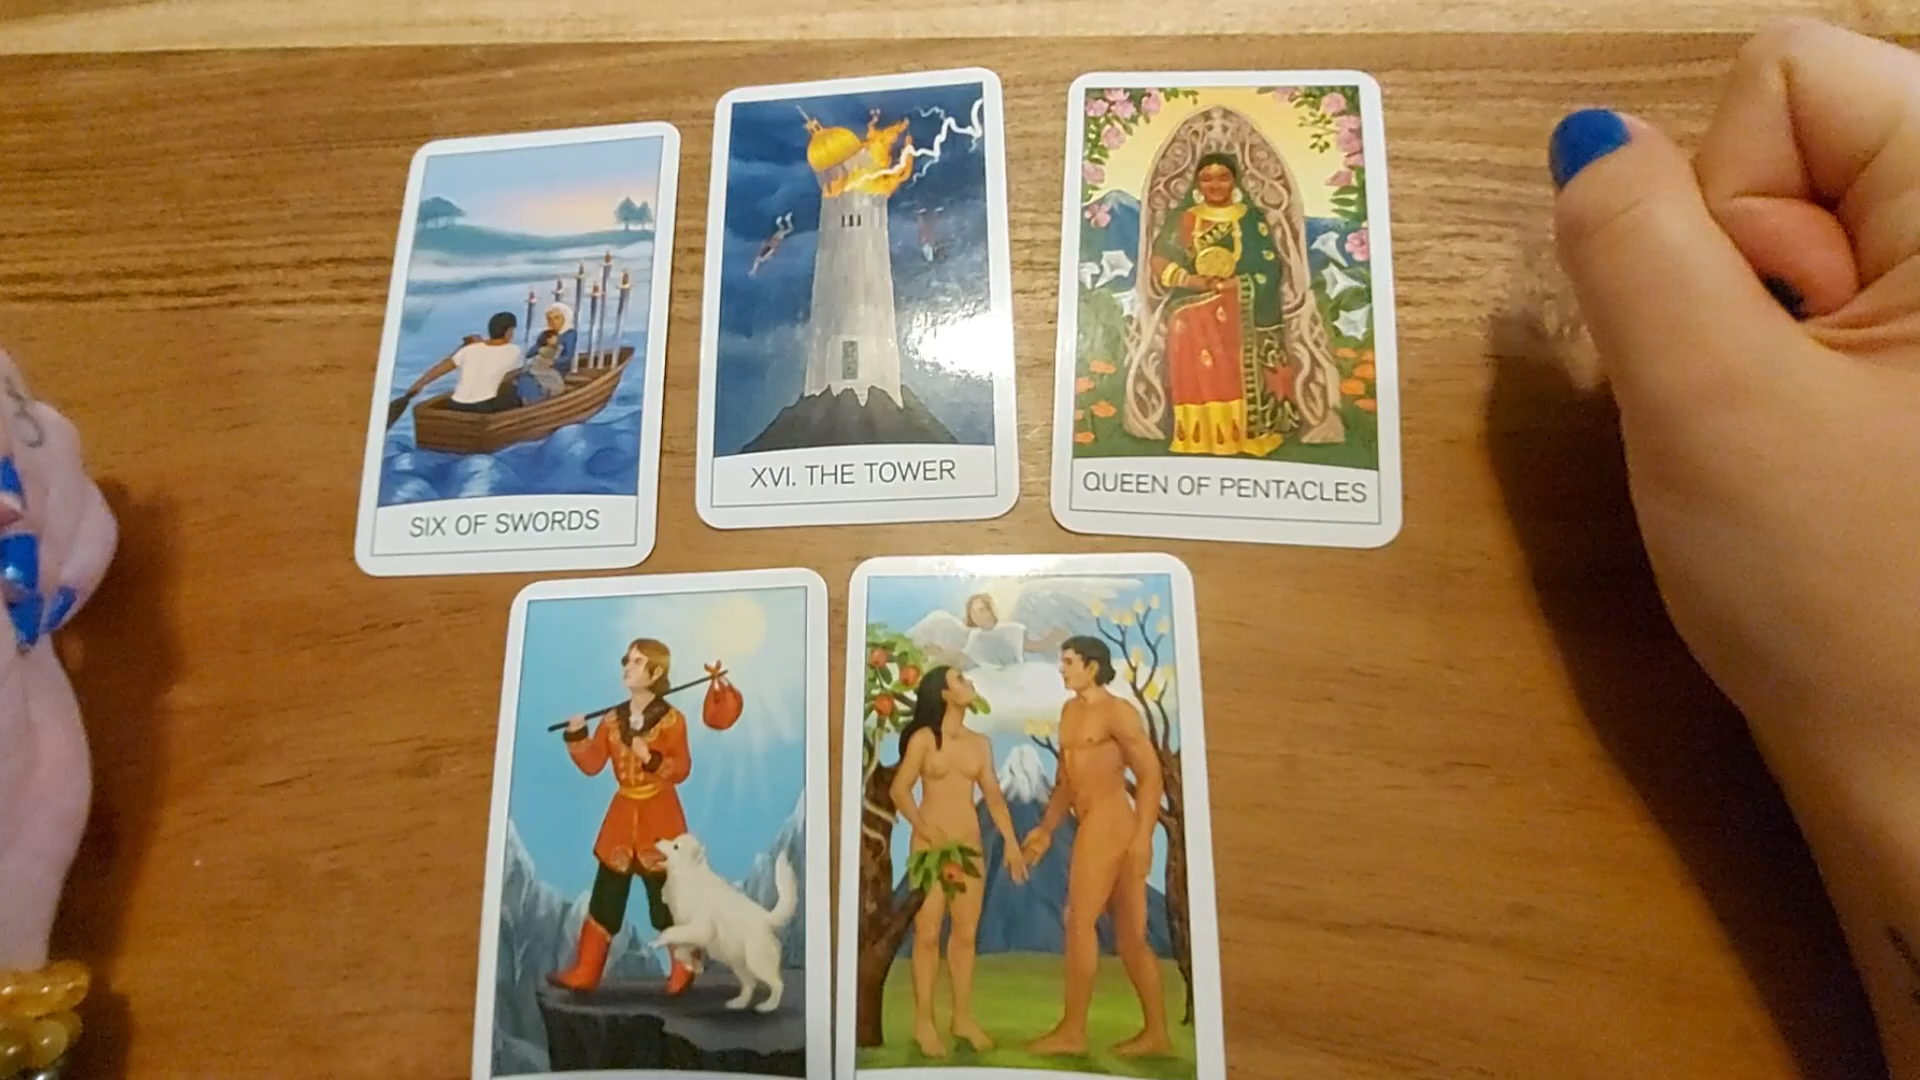 SIX OF SWORDS
XVI. THE TOWER
QUEEN OF PENTACLES